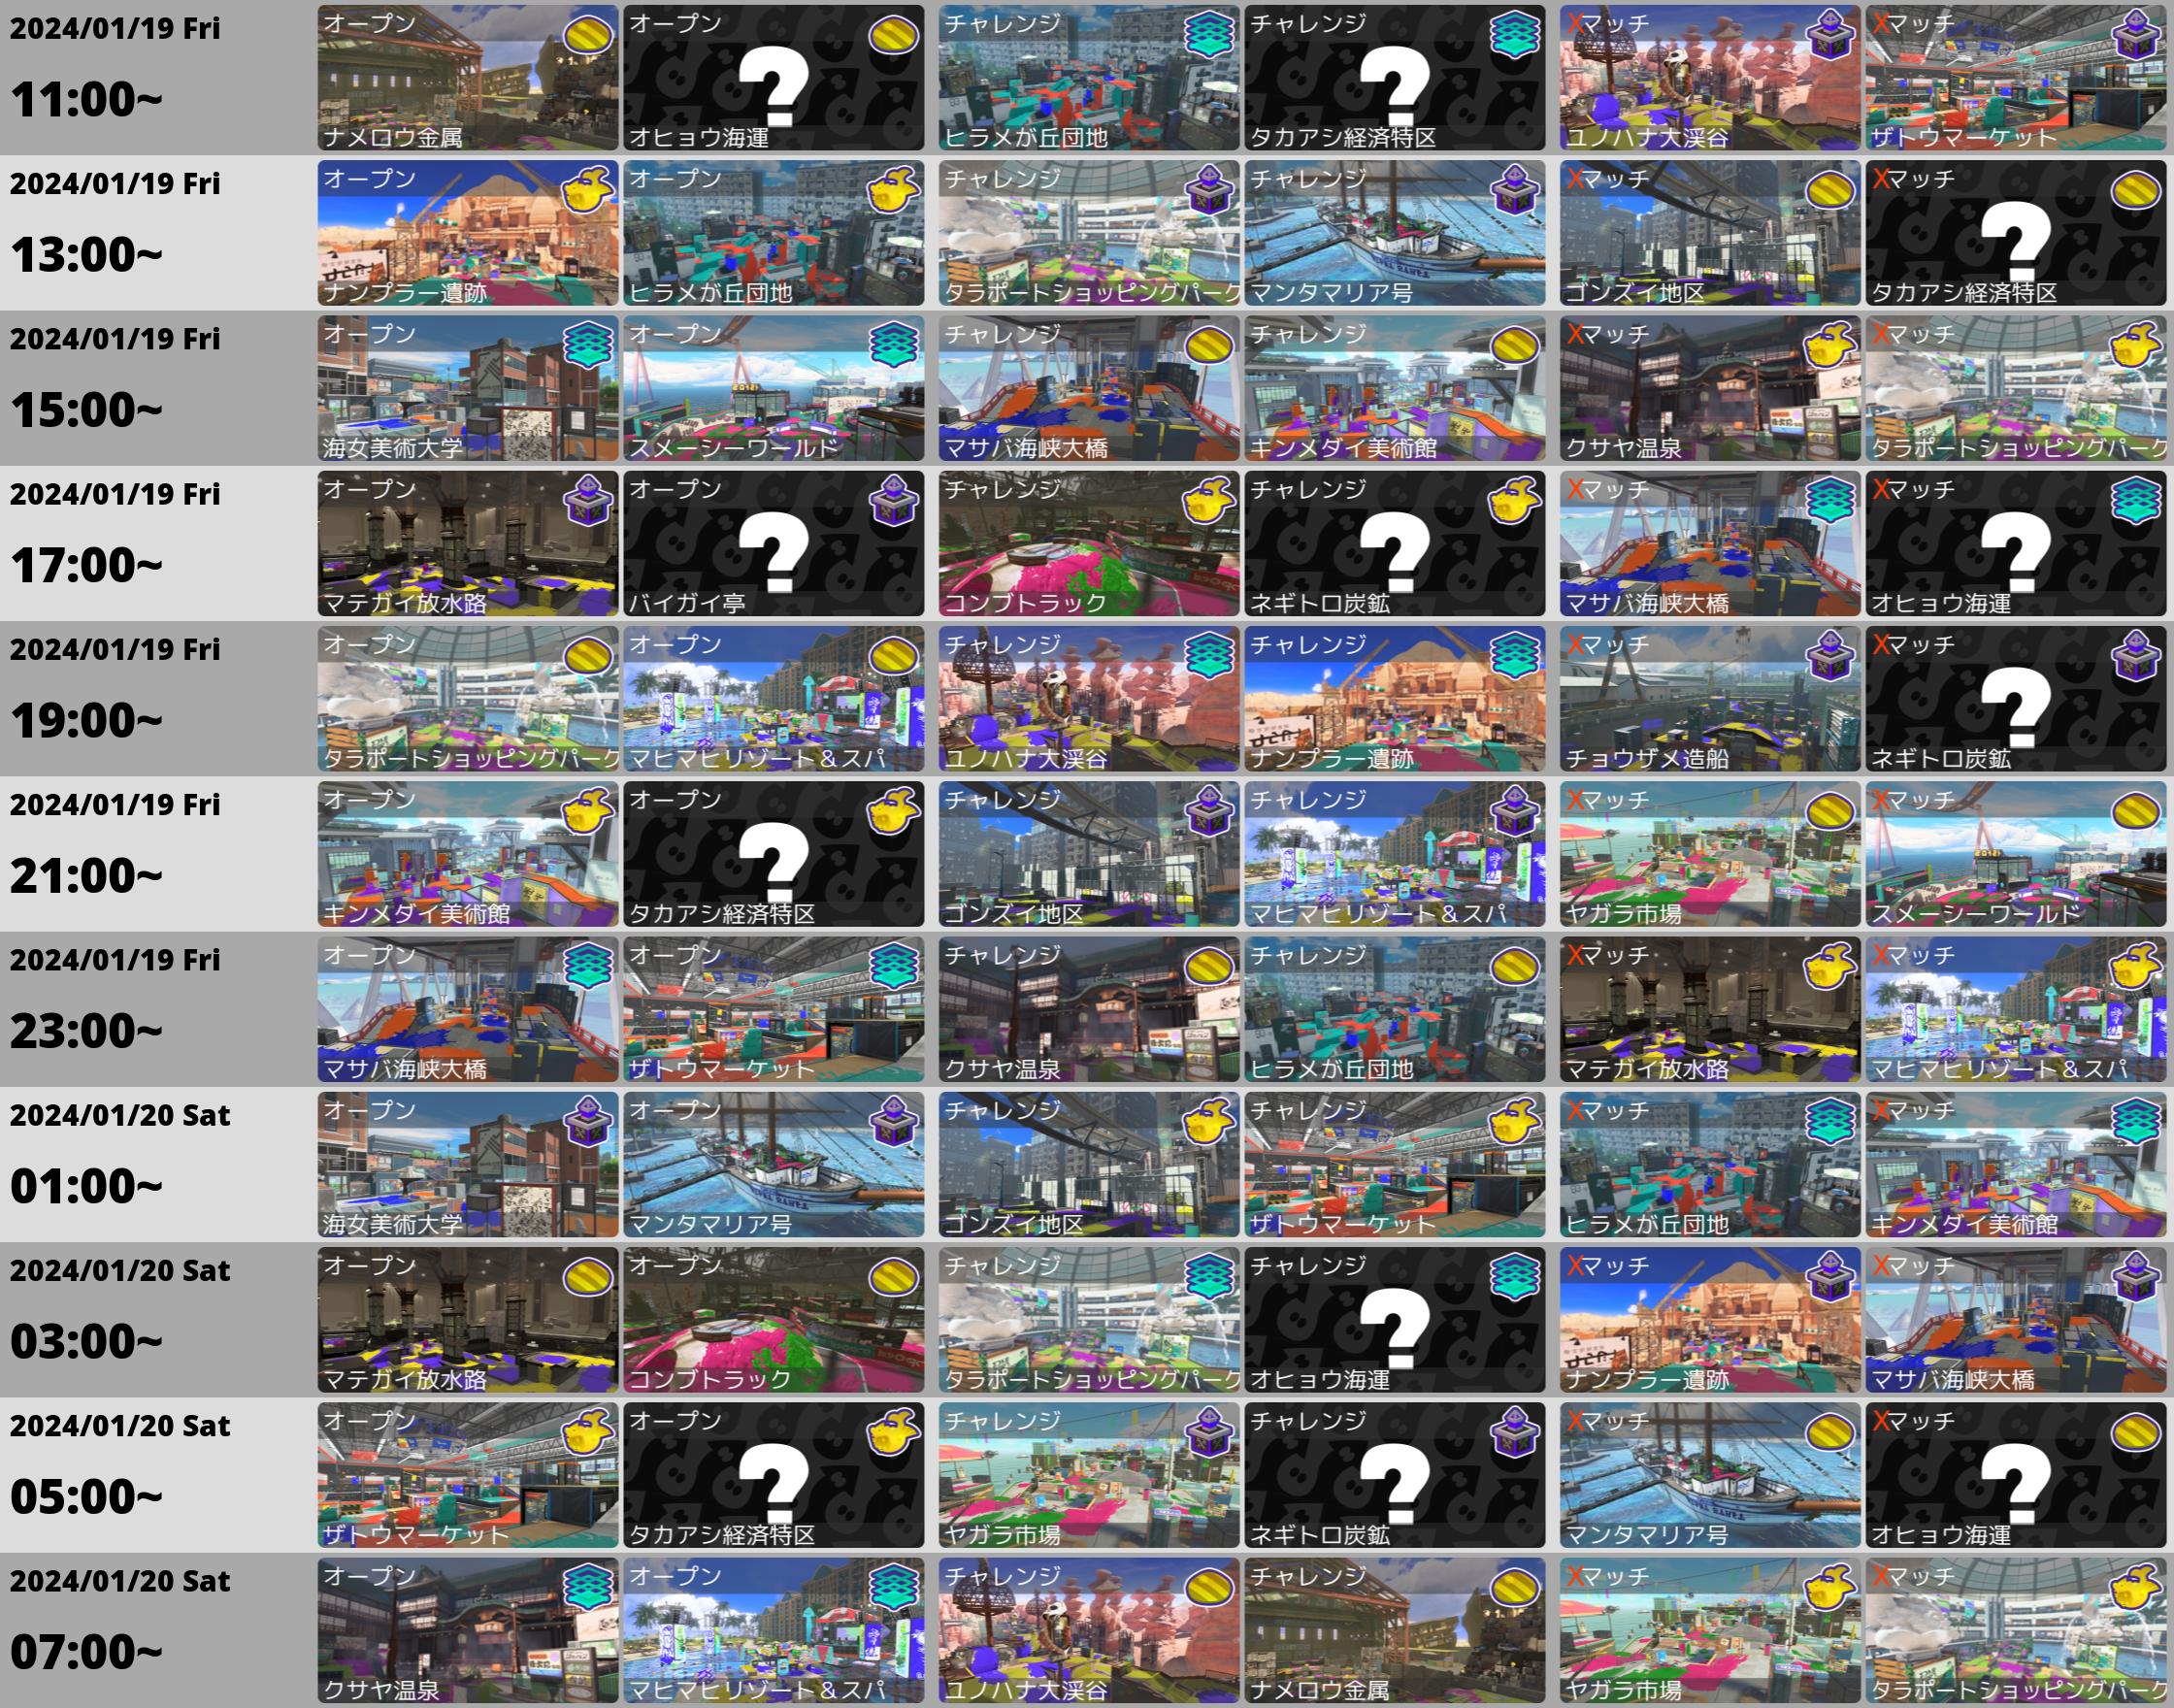 2024/01/19 Fri
11:00~
オープン オープン チャレンジ チャレンジ Xマッチ Xマッチ
ナメロウ金属 オヒョウ海運 ヒラメが丘団地 タカアシ経済特区 ユノハナ大渓谷 ザトウマーケット
2024/01/19 Fri
13:00~
オープン オープン チャレンジ チャレンジ Xマッチ Xマッチ
ナンプラー遺跡 ヒラメが丘団地 タラポートショッピングパーク マンタマリア号 ゴンズイ地区 タカアシ経済特区
2024/01/19 Fri
15:00~
オープン オープン チャレンジ チャレンジ Xマッチ Xマッチ
海女美術大学 スメーシーワールド マサバ海峡大橋 キンメダイ美術館 クサヤ温泉 タラポートショッピングパーク
2024/01/19 Fri
17:00~
オープン オープン チャレンジ チャレンジ Xマッチ Xマッチ
マテガイ放水路 バイガイ亭 コンブトラック ネギトロ炭鉱 マサバ海峡大橋 オヒョウ海運
2024/01/19 Fri
19:00~
オープン オープン チャレンジ チャレンジ Xマッチ Xマッチ
タラポートショッピングパーク マヒマヒリゾート&スパ ユノハナ大渓谷 ナンプラー遺跡 チョウザメ造船 ネギトロ炭鉱
2024/01/19 Fri
21:00~
オープン オープン チャレンジ チャレンジ Xマッチ Xマッチ
キンメダイ美術館 タカアシ経済特区 ゴンズイ地区 マヒマヒリゾート&スパ ヤガラ市場 スメーシーワールド
2024/01/19 Fri
23:00~
オープン オープン チャレンジ チャレンジ Xマッチ Xマッチ
マサバ海峡大橋 ザトウマーケット クサヤ温泉 ヒラメが丘団地 マテガイ放水路 マヒマヒリゾート&スパ
2024/01/20 Sat
01:00~
オープン オープン チャレンジ チャレンジ Xマッチ Xマッチ
海女美術大学 マンタマリア号 ゴンズイ地区 ザトウマーケット ヒラメが丘団地 キンメダイ美術館
2024/01/20 Sat
03:00~
オープン オープン チャレンジ チャレンジ Xマッチ Xマッチ
マテガイ放水路 コンブトラック タラポートショッピングパーク オヒョウ海運 ナンプラー遺跡 マサバ海峡大橋
2024/01/20 Sat
05:00~
オープン オープン チャレンジ チャレンジ Xマッチ Xマッチ
ザトウマーケット タカアシ経済特区 ヤガラ市場 ネギトロ炭鉱 マンタマリア号 オヒョウ海運
2024/01/20 Sat
07:00~
オープン オープン チャレンジ チャレンジ Xマッチ Xマッチ
クサヤ温泉 マヒマヒリゾート&スパ ユノハナ大渓谷 ナメロウ金属 ヤガラ市場 タラポートショッピングパーク